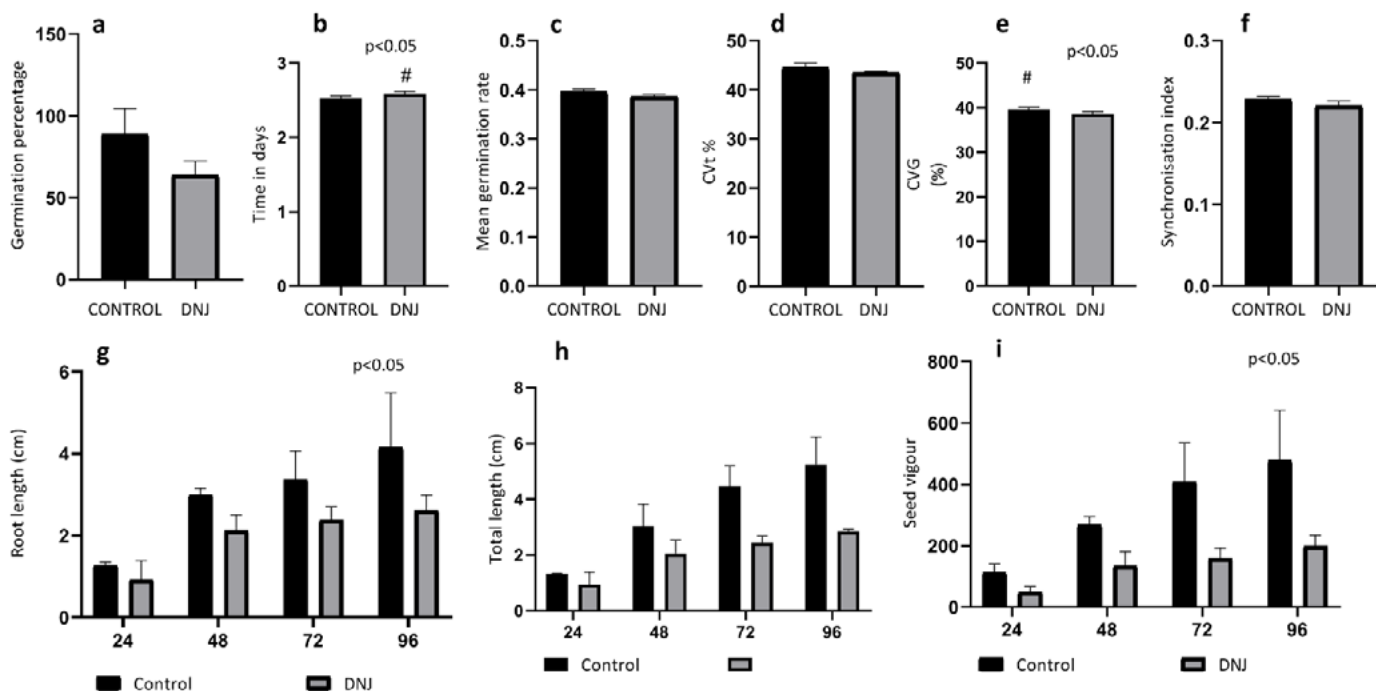 a
Germination percentage
150
100
50
0
CONTROL DNJ
b
p<0.05
#
Time in days
3
2
1
0
CONTROL DNJ
c
Mean germination rate
0.5
0.4
0.3
0.2
0.1
0.0
CONTROL DNJ
d
CVt %
50
40
30
20
10
0
CONTROL DNJ
e
p<0.05
#
CVG
(%)
50
40
30
20
10
0
CONTROL DNJ
f
Synchronisation index
0.3
0.2
0.1
0.0
CONTROL DNJ
g
p<0.05
Root length (cm)
6
4
2
0
24 48 72 96
Control DNJ
h
Total length (cm)
8
6
4
2
0
24 48 72 96
Control
i
p<0.05
Seed vigour
800
600
400
200
0
24 48 72 96
Control DNJ